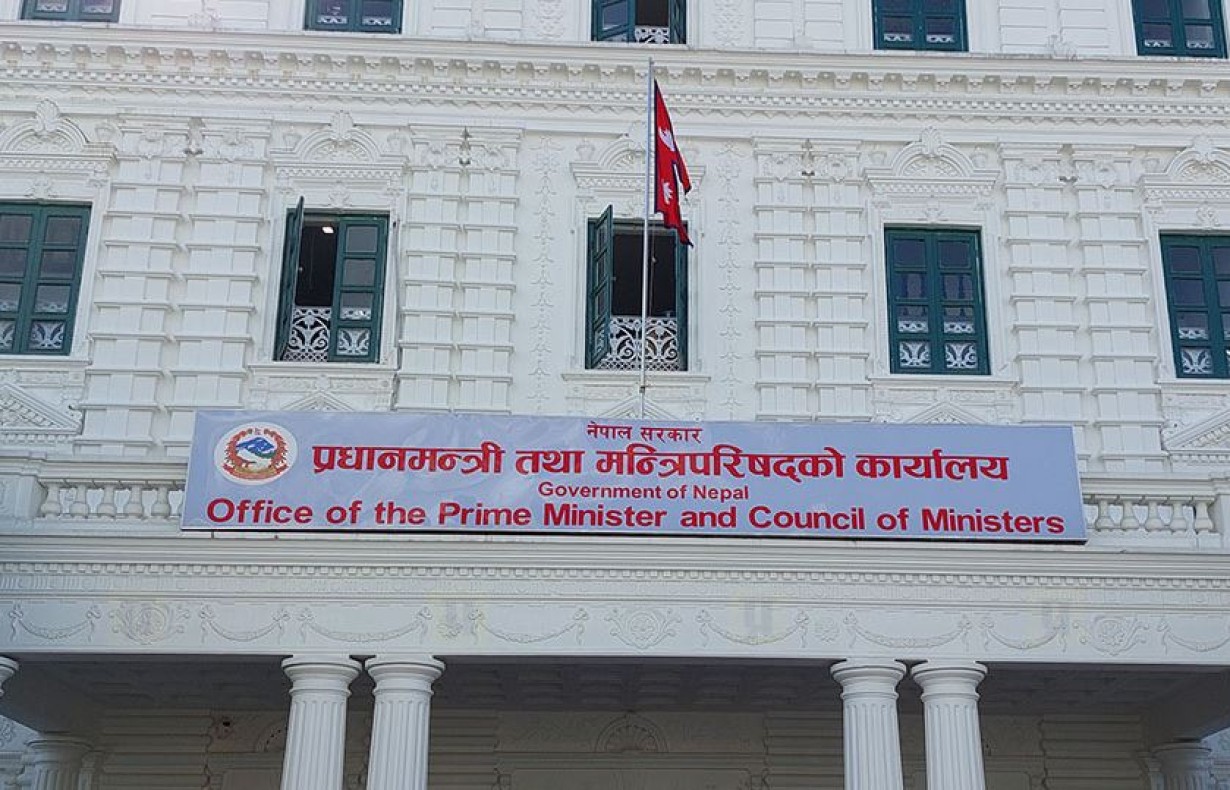 नेपाल सरकार
प्रधानमन्त्री तथा मन्त्रिपरिषदको कार्यालय
Government of Nepal
Office of the Prime Minister and Council of Ministers